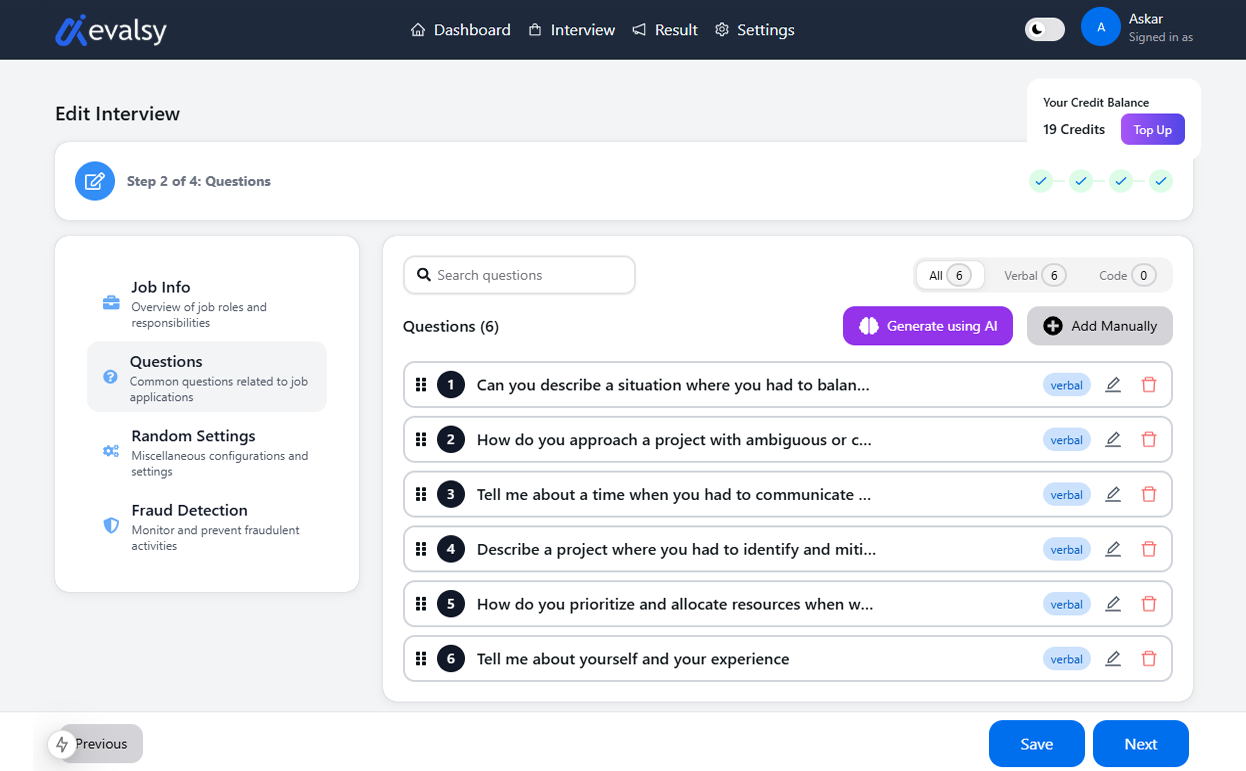 evalsy
Dashboard
Interview
Result
Settings
A
Askar
Signed in as
Edit Interview
Your Credit Balance
19 Credits
Top Up
Step 2 of 4: Questions
Job Info
Overview of job roles and
responsibilities
Questions
Common questions related to job
applications
Random Settings
Miscellaneous configurations and
settings
Fraud Detection
Monitor and prevent fraudulent
activities
Search questions
All 6
Verbal 6
Code 0
Questions (6)
Generate using AI
Add Manually
1 Can you describe a situation where you had to balan... verbal
2 How do you approach a project with ambiguous or c... verbal
3 Tell me about a time when you had to communicate ... verbal
4 Describe a project where you had to identify and miti... verbal
5 How do you prioritize and allocate resources when w... verbal
6 Tell me about yourself and your experience verbal
Previous
Save
Next